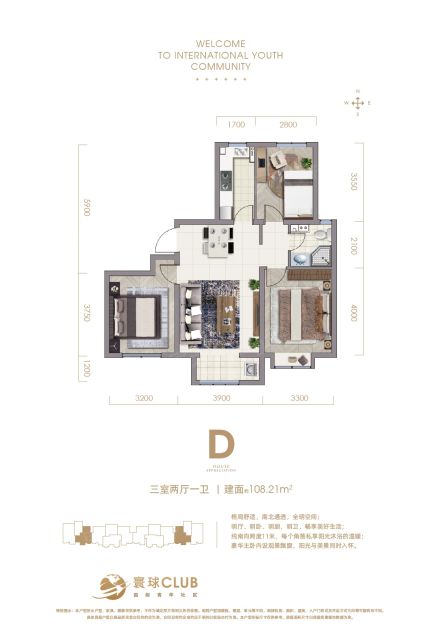 WELCOME
TO INTERNATIONAL YOUTH
COMMUNITY
N
W E
S
1700 2800
5900
3750
1200
3550
2100
4000
3200 3900 3300
D
HOUSE
APPRECIATION
三室两厅一卫 | 建面约108.21m²
格局舒适，南北通透，全明空间；
明厅、明卧、明厨、明卫，畅享美好生活；
纯南向跨度11米，每个角落私享阳光沐浴的温暖；
豪华主卧内设观景飘窗，阳光与美景同时入怀。
寰球CLUB
国际青年社区